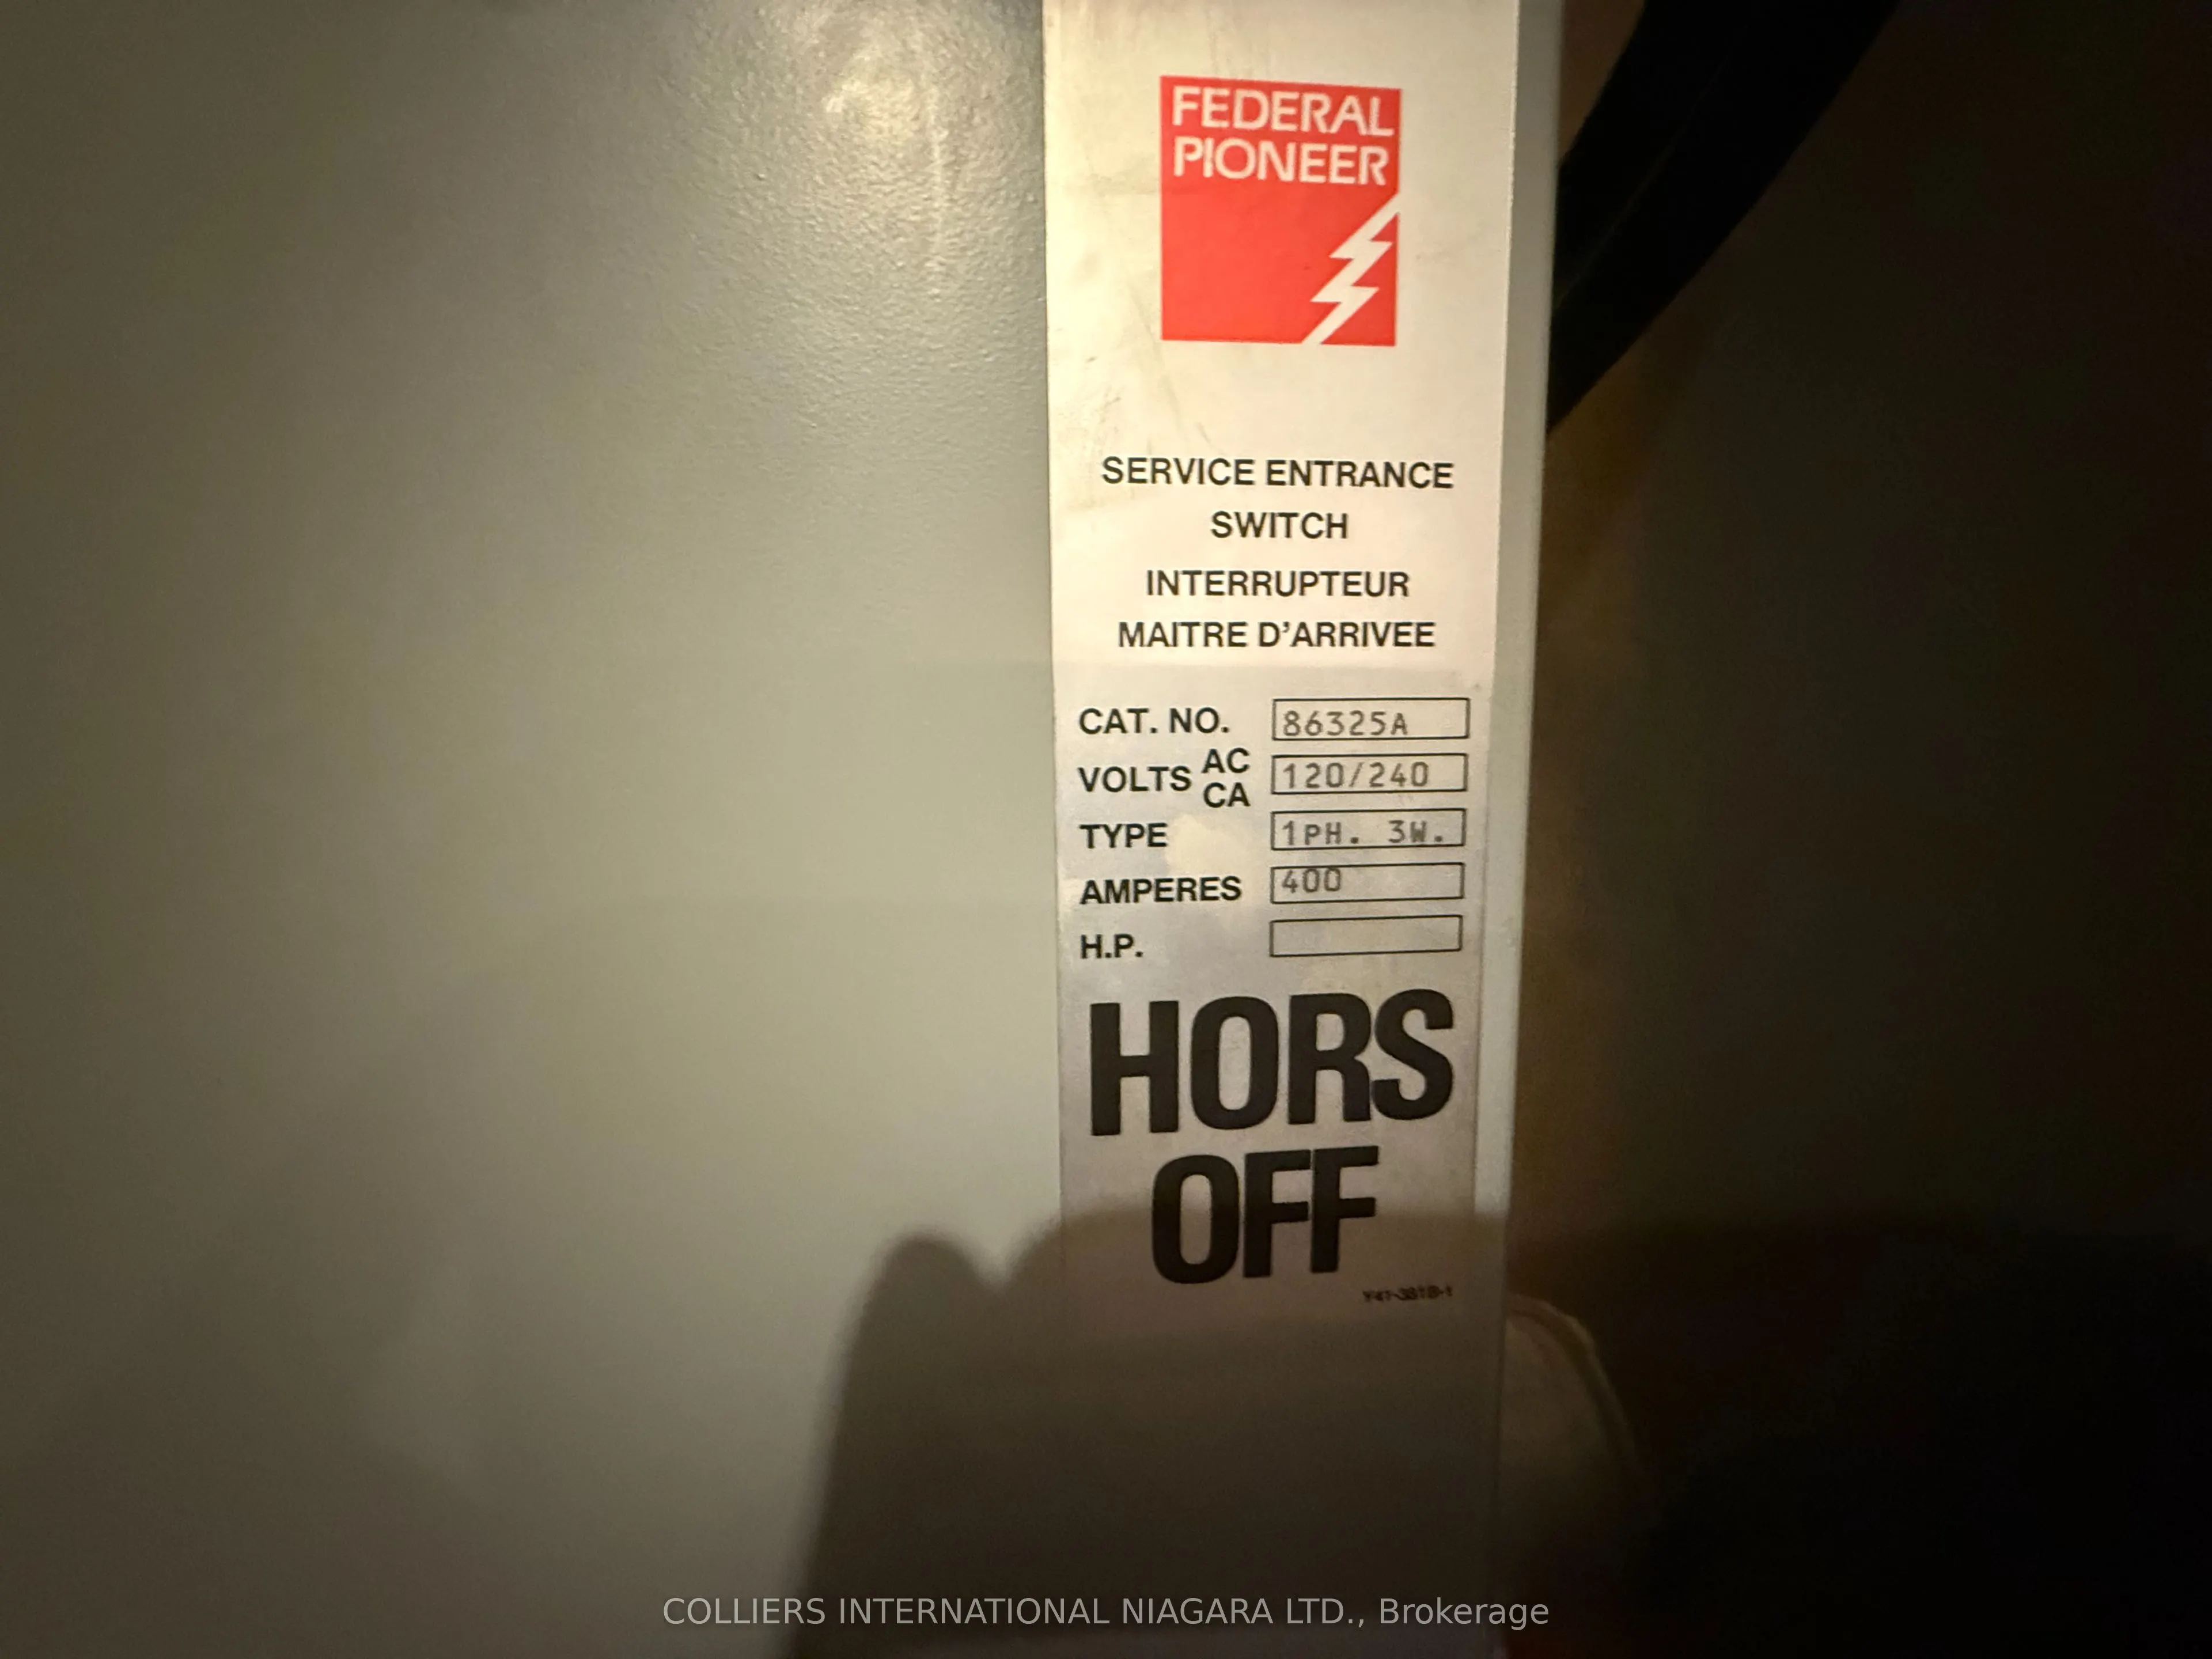 FEDERAL
PIONEER
SERVICE ENTRANCE
SWITCH
INTERRUPTEUR
MAITRE D'ARRIVEE
CAT. NO. 86325A
VOLTS AC CA 120/240
TYPE 1PH. 3W.
AMPERES 400
H.P.
HORS
OFF
COLLIERS INTERNATIONAL NIAGARA LTD., Brokerage